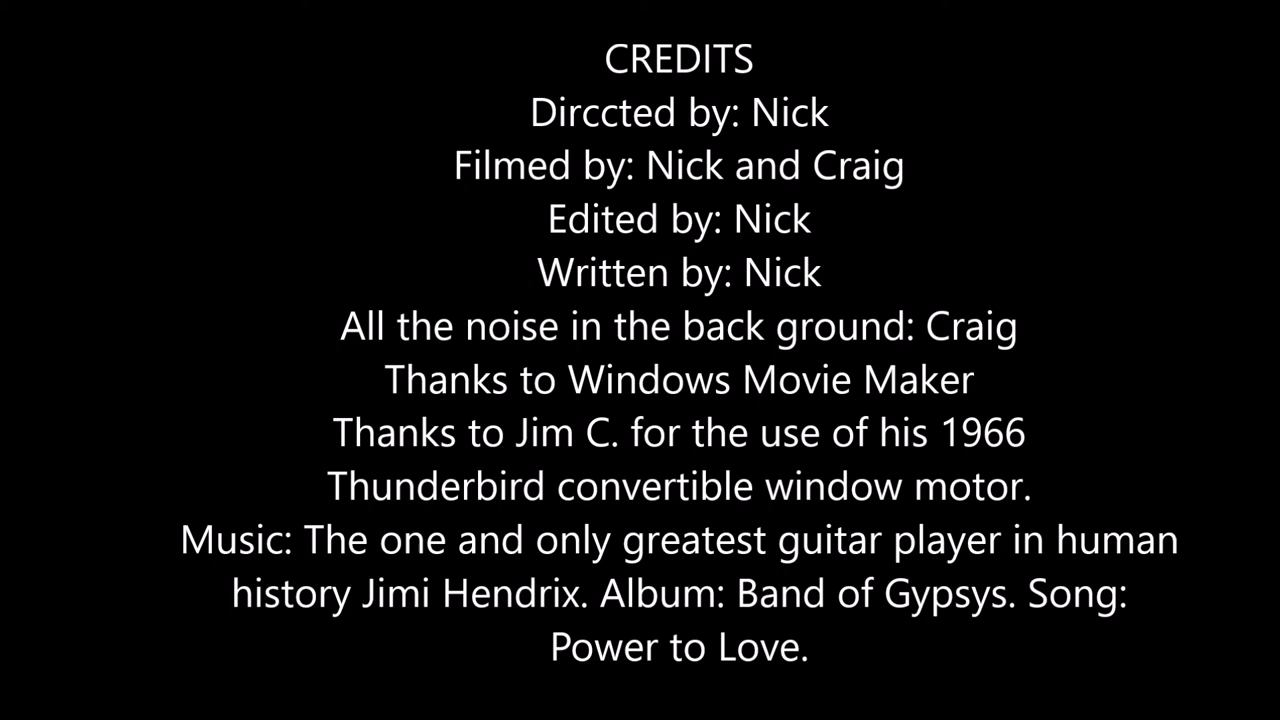 CREDITS
Dirccted by: Nick
Filmed by: Nick and Craig
Edited by: Nick
Written by: Nick
All the noise in the back ground: Craig
Thanks to Windows Movie Maker
Thanks to Jim C. for the use of his 1966
Thunderbird convertible window motor.
Music: The one and only greatest guitar player in human
history Jimi Hendrix. Album: Band of Gypsys. Song:
Power to Love.